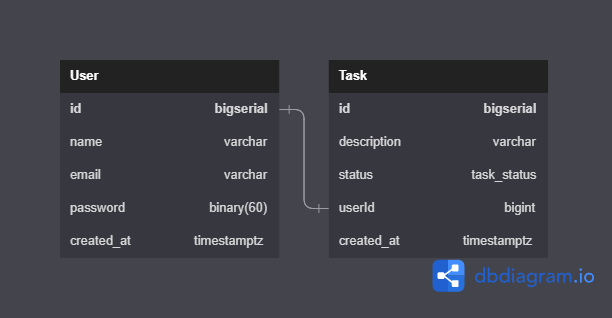 User
id bigserial
name varchar
email varchar
password binary(60)
created_at timestamptz
Task
id bigserial
description varchar
status task_status
userId bigint
created_at timestamptz
dbdiagram.io